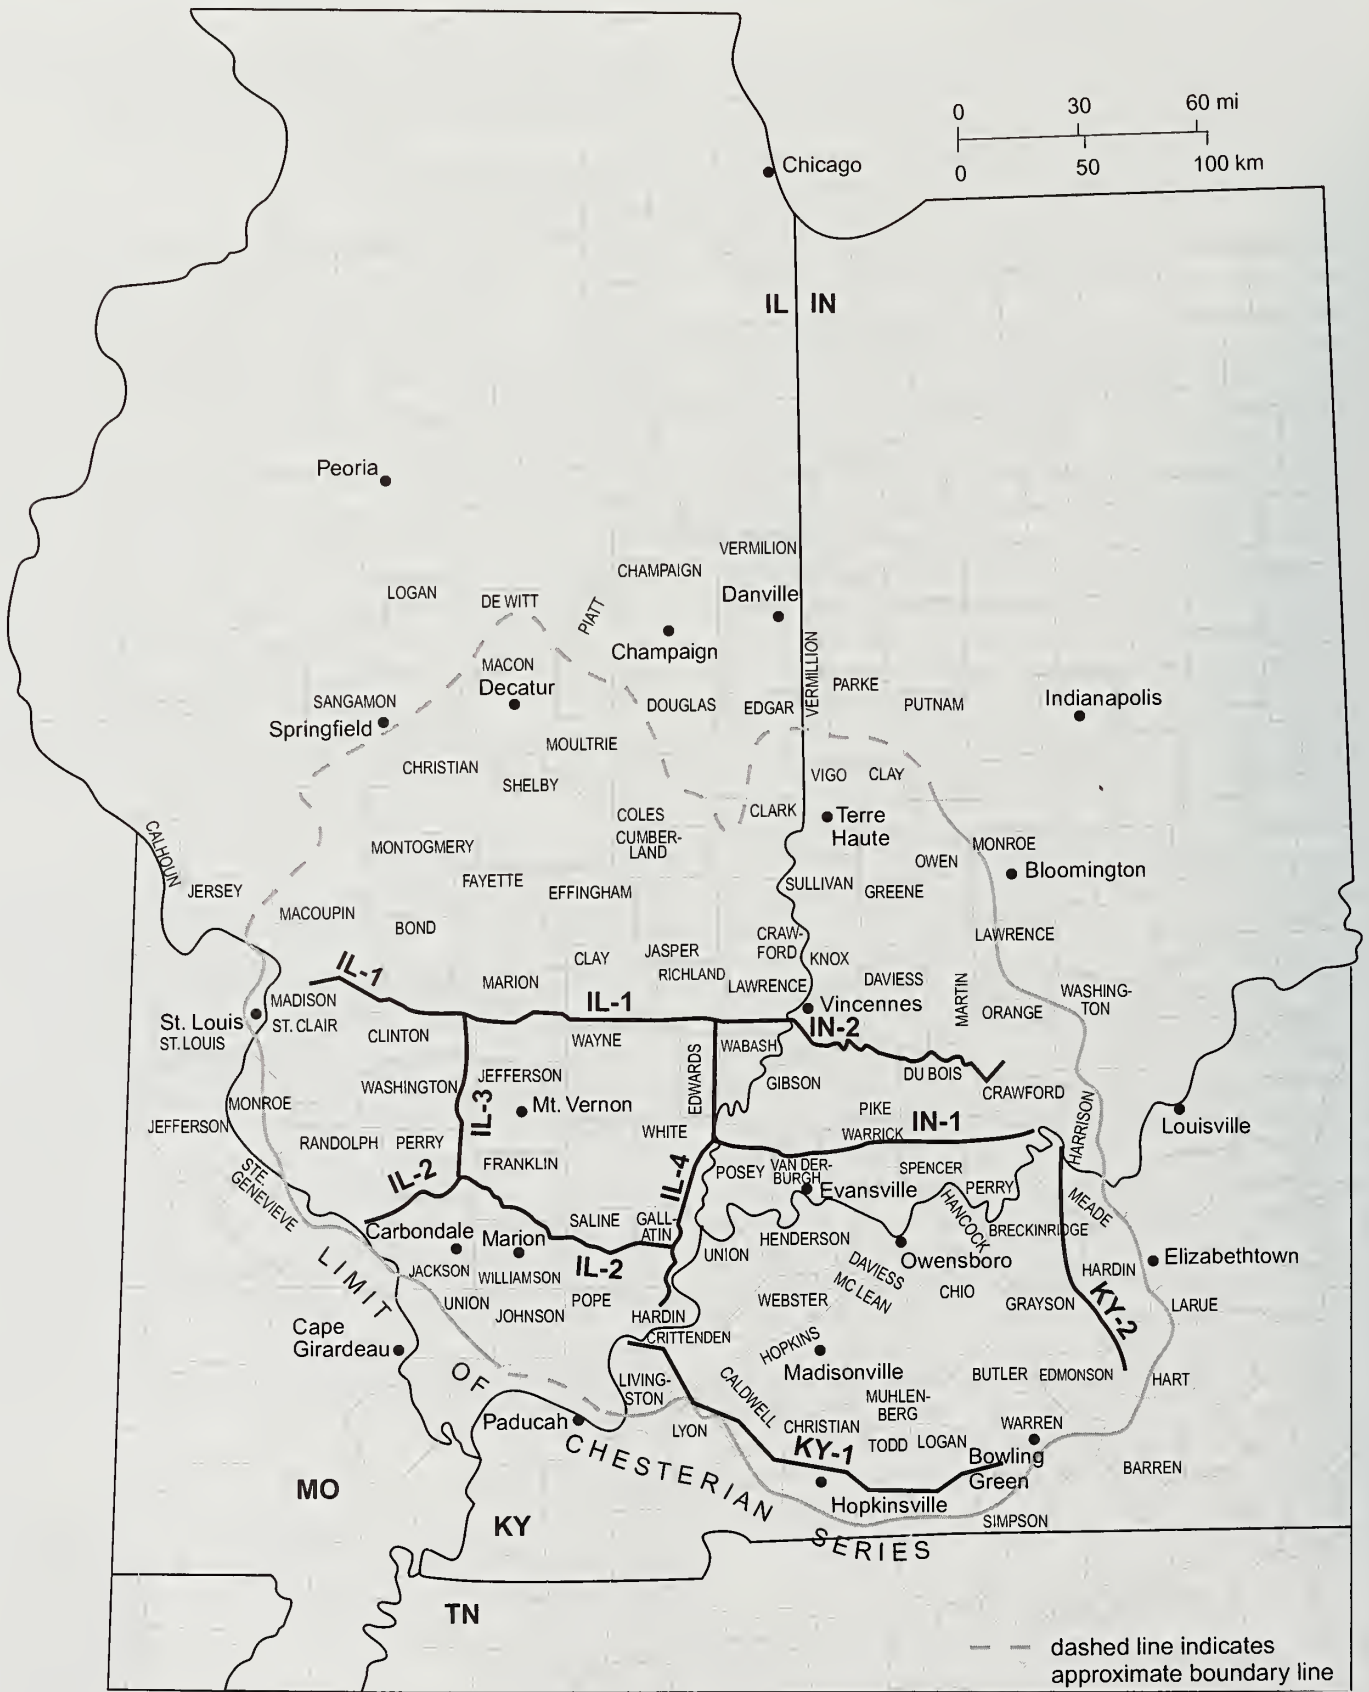 0 30 60 mi
0 50 100 km
Chicago
IL IN
Peoria
VERMILION
CHAMPAIGN
LOGAN
DE WITT
PIATT
Danville
Champaign
MACON
Decatur
VERMILLION
PARKE
SANGAMON
Springfield
DOUGLAS
EDGAR
PUTNAM
Indianapolis
MOULTRIE
CHRISTIAN
SHELBY
VIGO
CLAY
COLES
CLARK
Terre
Haute
CUMBER-
LAND
CALHOUN
MONTOGMERY
MONROE
OWEN
Bloomington
JERSEY
FAYETTE
EFFINGHAM
SULLIVAN
GREENE
MACOUPIN
BOND
CRAW-
FORD
LAWRENCE
CLAY
JASPER
KNOX
IL-1
MARION
RICHLAND
LAWRENCE
DAVIESS
MARTIN
WASHING-
TON
MADISON
IL-1
Vincennes
ORANGE
St. Louis
ST. LOUIS
ST. CLAIR
CLINTON
WAYNE
IN-2
WABASH
EDWARDS
GIBSON
DU BOIS
WASHINGTON
JEFFERSON
CRAWFORD
MONROE
IL-3
Mt. Vernon
PIKE
IN-1
HARRISON
Louisville
JEFFERSON
RANDOLPH
PERRY
WHITE
WARRICK
STE.
GENEVIEVE
IL-2
FRANKLIN
IL-4
POSEY
VAN DER-
BURGH
SPENCER
Evansville
PERRY
HANCOCK
MEADE
Carbondale
Marion
SALINE
GALL-
ATIN
UNION
HENDERSON
BRECKINRIDGE
Owensboro
Elizabethtown
JACKSON
WILLIAMSON
IL-2
DAVIESS
MC LEAN
CHIO
HARDIN
UNION
JOHNSON
POPE
HARDIN
WEBSTER
GRAYSON
KY-2
LARUE
Cape
Girardeau
CRITTENDEN
HOPKINS
Madisonville
LIVING-
STON
CALDWELL
BUTLER
EDMONSON
HART
MUHLEN-
BERG
Paducah
LYON
CHRISTIAN
TODD
LOGAN
WARREN
Bowling
Green
KY-1
BARREN
Hopkinsville
SIMPSON
LIMIT OF CHESTERIAN SERIES
MO
KY
TN
dashed line indicates
approximate boundary line